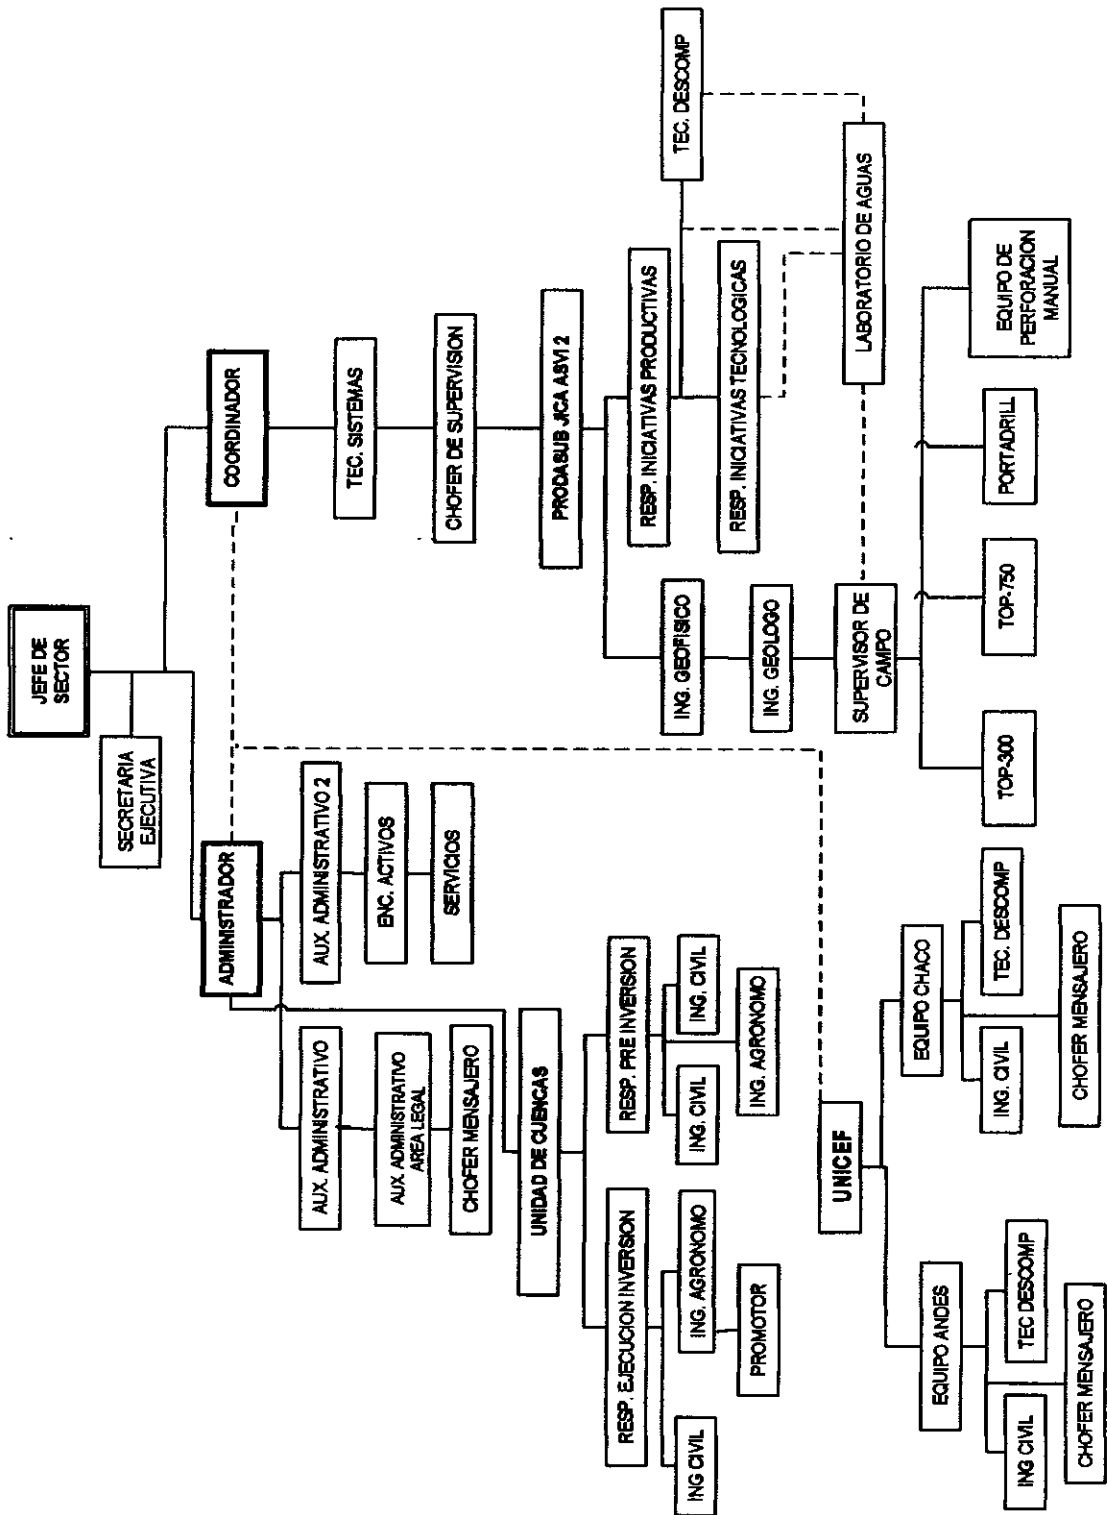 JEFE DE
SECTOR
SECRETARIA
EJECUTIVA
ADMINISTRADOR
COORDINADOR
AUX. ADMINISTRATIVO
AUX. ADMINISTRATIVO 2
TEC. SISTEMAS
AUX. ADMINISTRATIVO
AREA LEGAL
ENC. ACTIVOS
CHOFER DE SUPERVISION
CHOFER MENSAJERO
SERVICIOS
UNIDAD DE CUENCAS
PRODASUB JICA ASVI 2
RESP. EJECUCION INVERSION
RESP. PRE INVERSION
ING. GEOFISICO
RESP. INICIATIVAS PRODUCTIVAS
TEC. DESCOMP
ING CIVIL
ING. AGRONOMO
ING. CIVIL
ING. CIVIL
PROMOTOR
ING. AGRONOMO
ING. GEOLOGO
RESP. INICIATIVAS TECNOLOGICAS
UNICEF
SUPERVISOR DE
CAMPO
LABORATORIO DE AGUAS
EQUIPO ANDES
EQUIPO CHACO
ING CIVIL
TEC DESCOMP
ING. CIVIL
TEC. DESCOMP
CHOFER MENSAJERO
CHOFER MENSAJERO
TOP-300
TOP-750
PORTADRILL
EQUIPO DE
PERFORACION
MANUAL